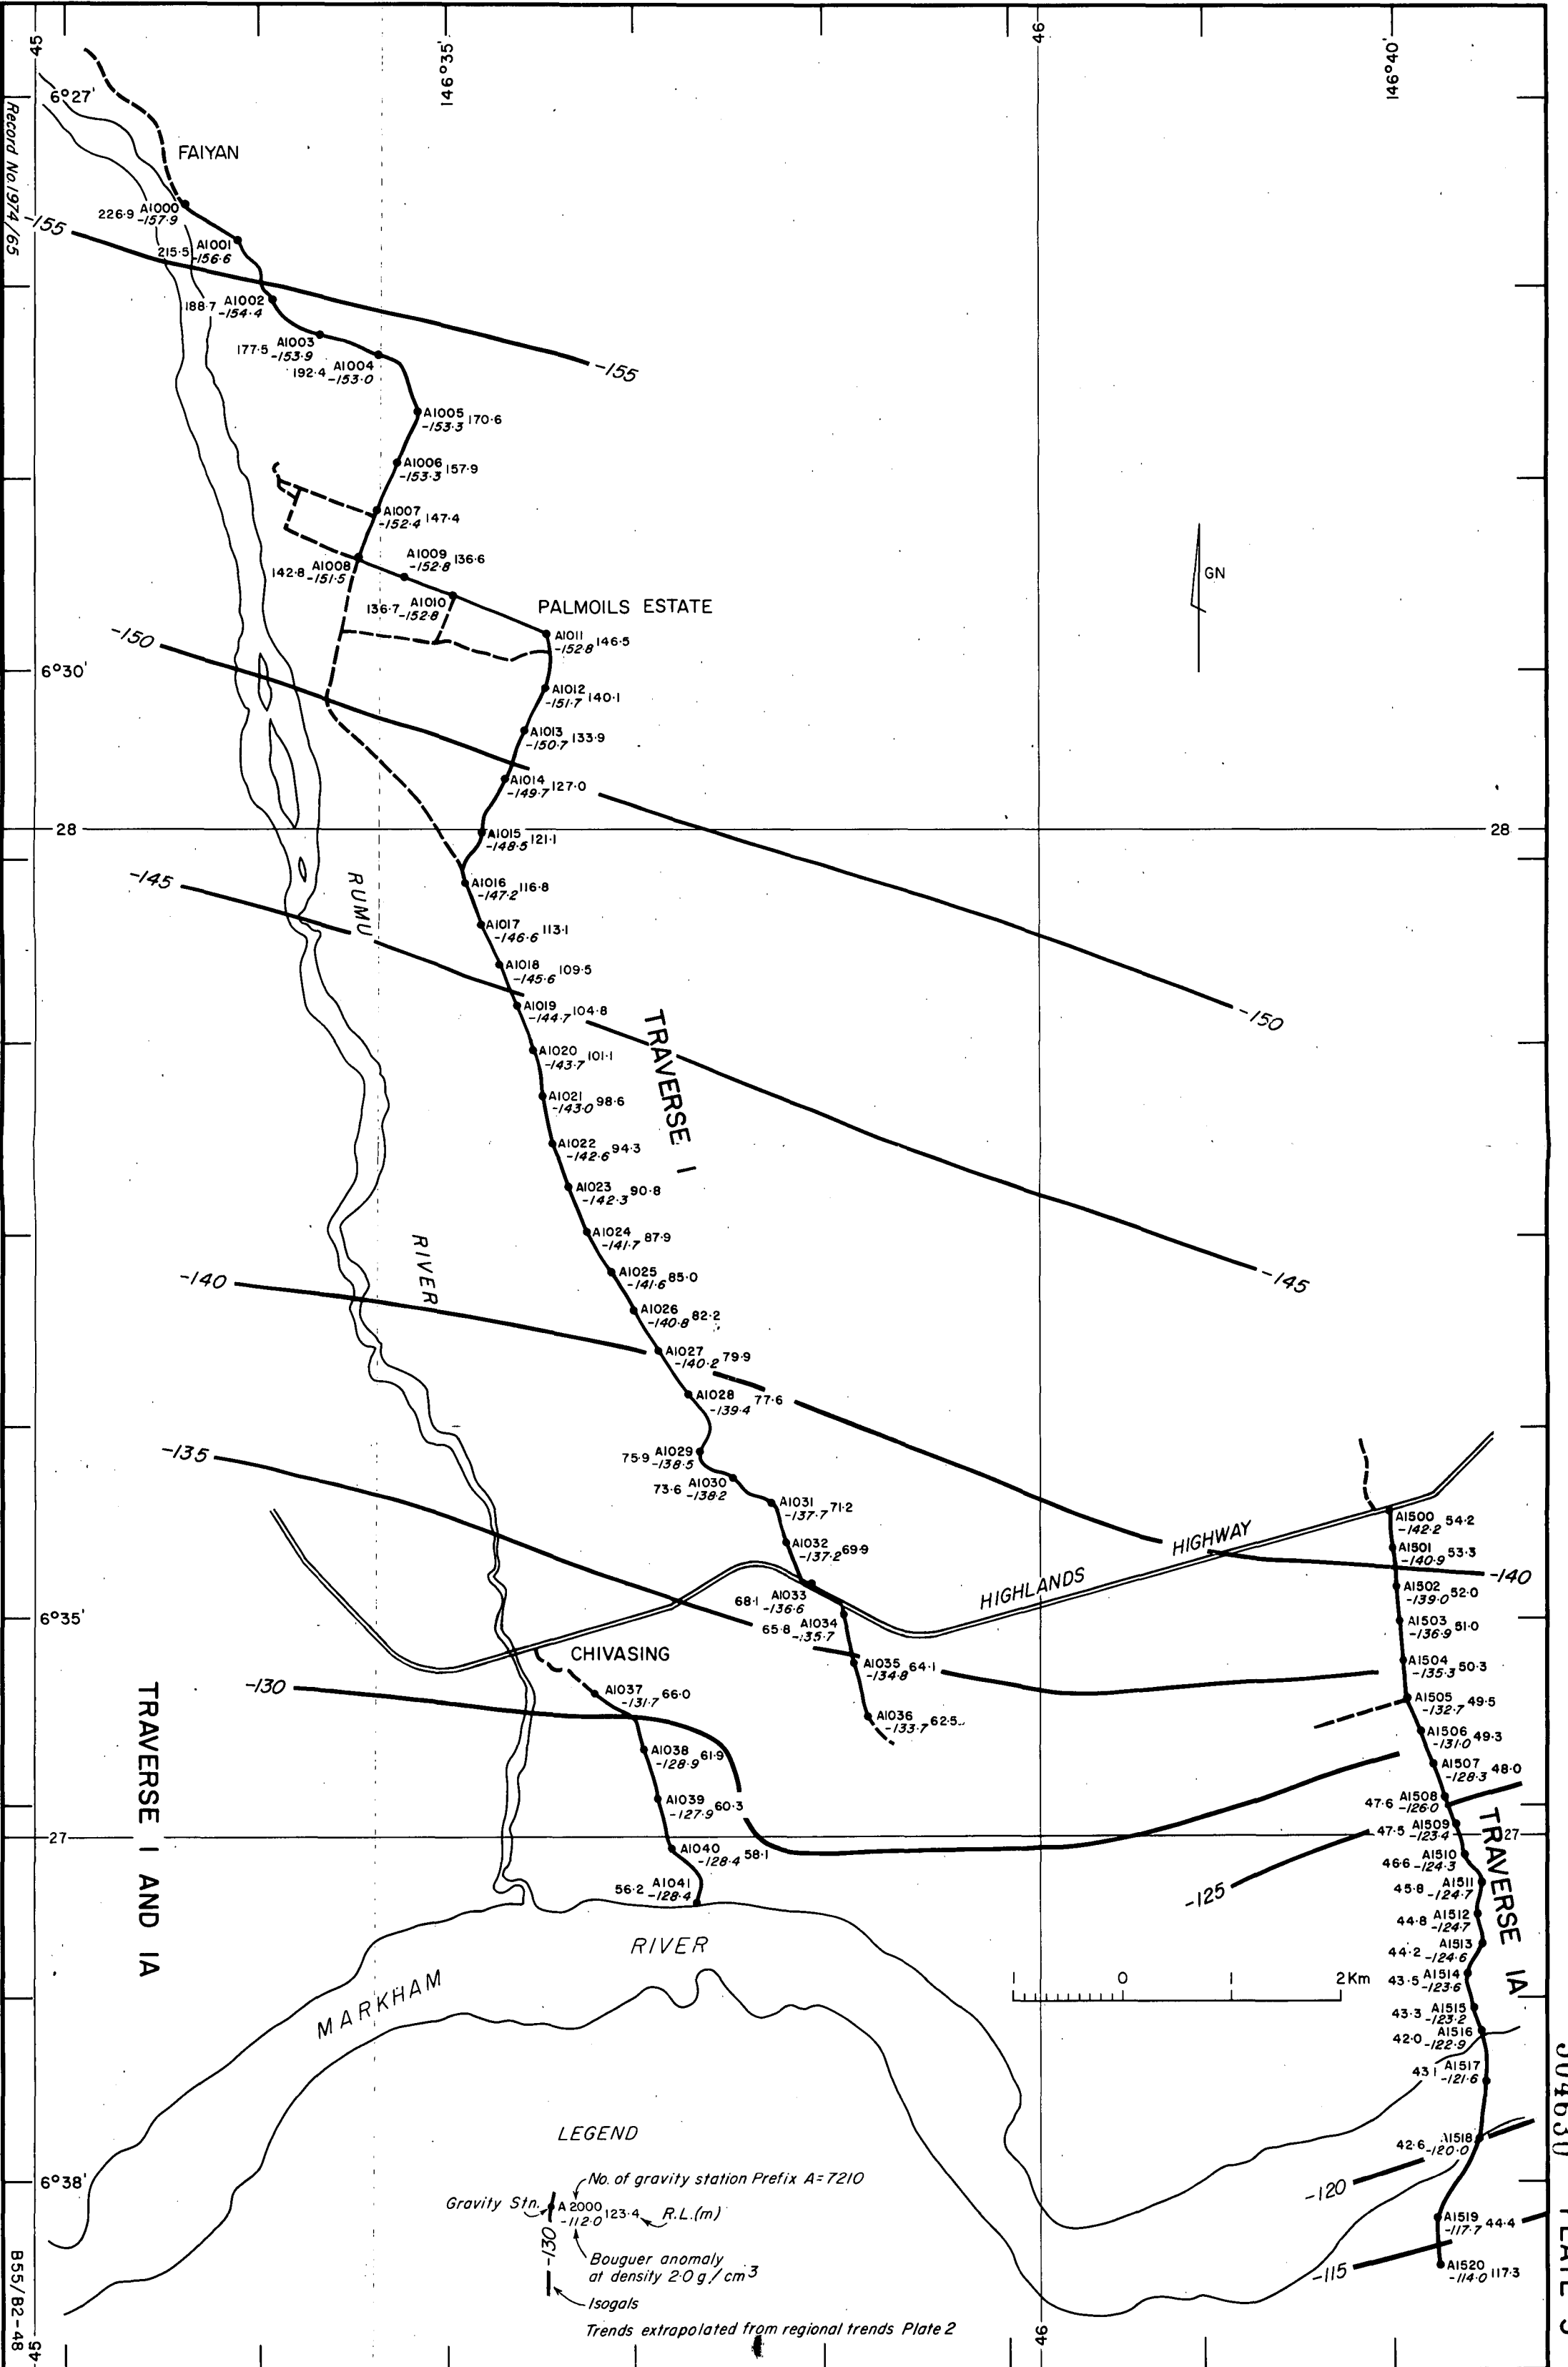 45
146°35'
46
146°40'
6°27'
Record No.1974/65
FAIYAN
226.9 A1000
-157.9
-155
215.5 A1001
-156.6
188.7 A1002
-154.4
177.5 A1003
-153.9
192.4 A1004
-153.0
-155
A1005
-153.3 170.6
A1006
-153.3 157.9
A1007
-152.4 147.4
142.8 A1008
-151.5
A1009
-152.8 136.6
136.7 A1010
-152.8
PALMOILS ESTATE
GN
A1011
-152.8 146.5
-150
6°30'
A1012
-151.7 140.1
A1013
-150.7 133.9
A1014
-149.7 127.0
28
28
A1015
-148.5 121.1
-145
RUMU
A1016
-147.2 116.8
A1017
-146.6 113.1
A1018
-145.6 109.5
A1019
-144.7 104.8
-150
TRAVERSE I
A1020
-143.7 101.1
A1021
-143.0 98.6
A1022
-142.6 94.3
A1023
-142.3 90.8
A1024
-141.7 87.9
RIVER
-145
-140
A1025
-141.6 85.0
A1026
-140.8 82.2
A1027
-140.2 79.9
A1028
-139.4 77.6
-135
75.9 A1029
-138.5
73.6 A1030
-138.2
A1031
-137.7 71.2
A1032
-137.2 69.9
HIGHLANDS HIGHWAY
A1500 54.2
-142.2
A1501
-140.9 53.3
-140
A1502
-139.0 52.0
A1503
-136.9 51.0
A1504
-135.3 50.3
A1505
-132.7 49.5
A1506
-131.0 49.3
A1507
-128.3 48.0
6°35'
68.1 A1033
-136.6
65.8 A1034
-135.7
A1035
-134.8 64.1
A1036
-133.7 62.5
CHIVASING
-130
A1037
-131.7 66.0
A1038
-128.9 61.9
A1039
-127.9 60.3
27
27
A1040
-128.4 58.1
56.2 A1041
-128.4
47.6 A1508
-126.0
47.5 A1509
-123.4
46.6 A1510
-124.3
45.8 A1511
-124.7
-125
44.8 A1512
-124.7
44.2 A1513
-124.6
43.5 A1514
-123.6
43.3 A1515
-123.2
42.0 A1516
-122.9
43.1 A1517
-121.6
42.6 A1518
-120.0
-120
A1519
-117.7 44.4
-115
A1520
-114.0 117.3
TRAVERSE IA
TRAVERSE I AND IA
MARKHAM RIVER
1 0 1 2Km
6°38'
LEGEND
No. of gravity station Prefix A=7210
Gravity Stn. A 2000
-112.0 123.4 R.L.(m)
Bouguer anomaly
at density 2.0 g/cm3
-130
Isogals
Trends extrapolated from regional trends Plate 2
B55/B2-48
45
46